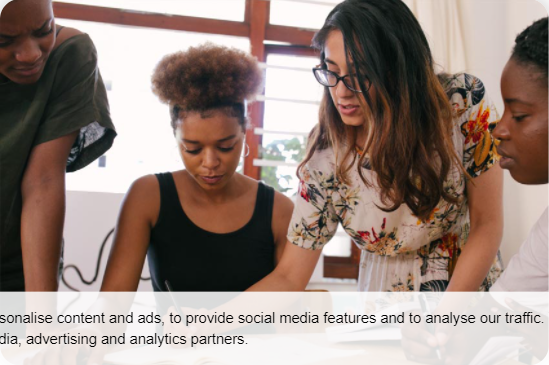 sonalise content and ads, to provide social media features and to analyse our traffic.
dia, advertising and analytics partners.